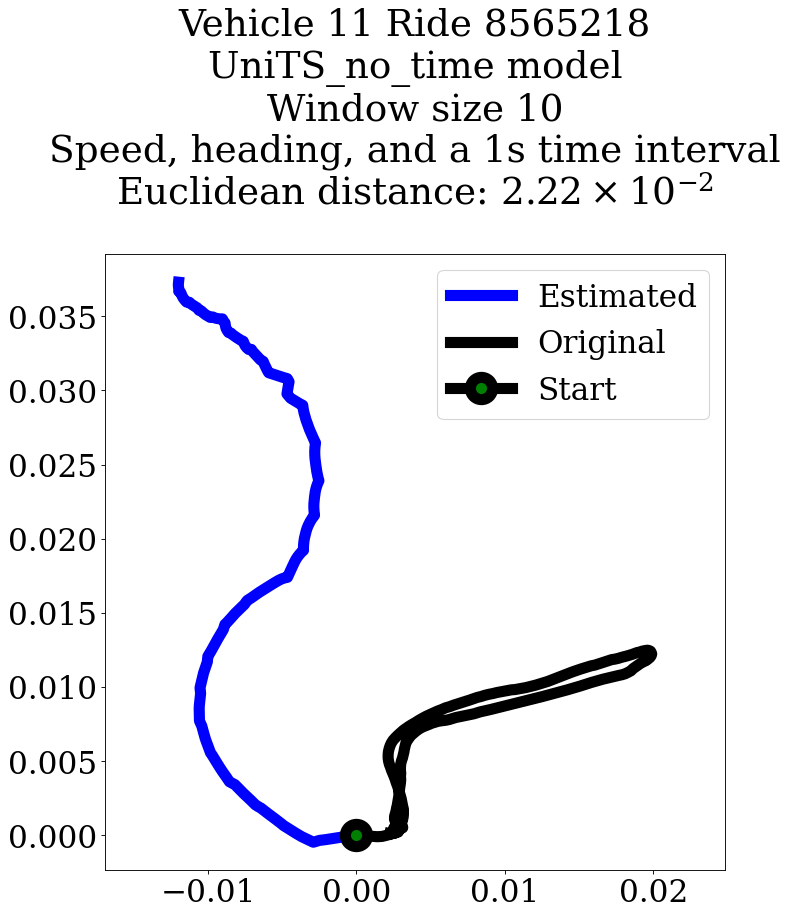 Vehicle 11 Ride 8565218
UniTS_no_time model
Window size 10
Speed, heading, and a 1s time interval
Euclidean distance: 2.22 × 10⁻²
Estimated
Original
Start
0.035
0.030
0.025
0.020
0.015
0.010
0.005
0.000
−0.01 0.00 0.01 0.02